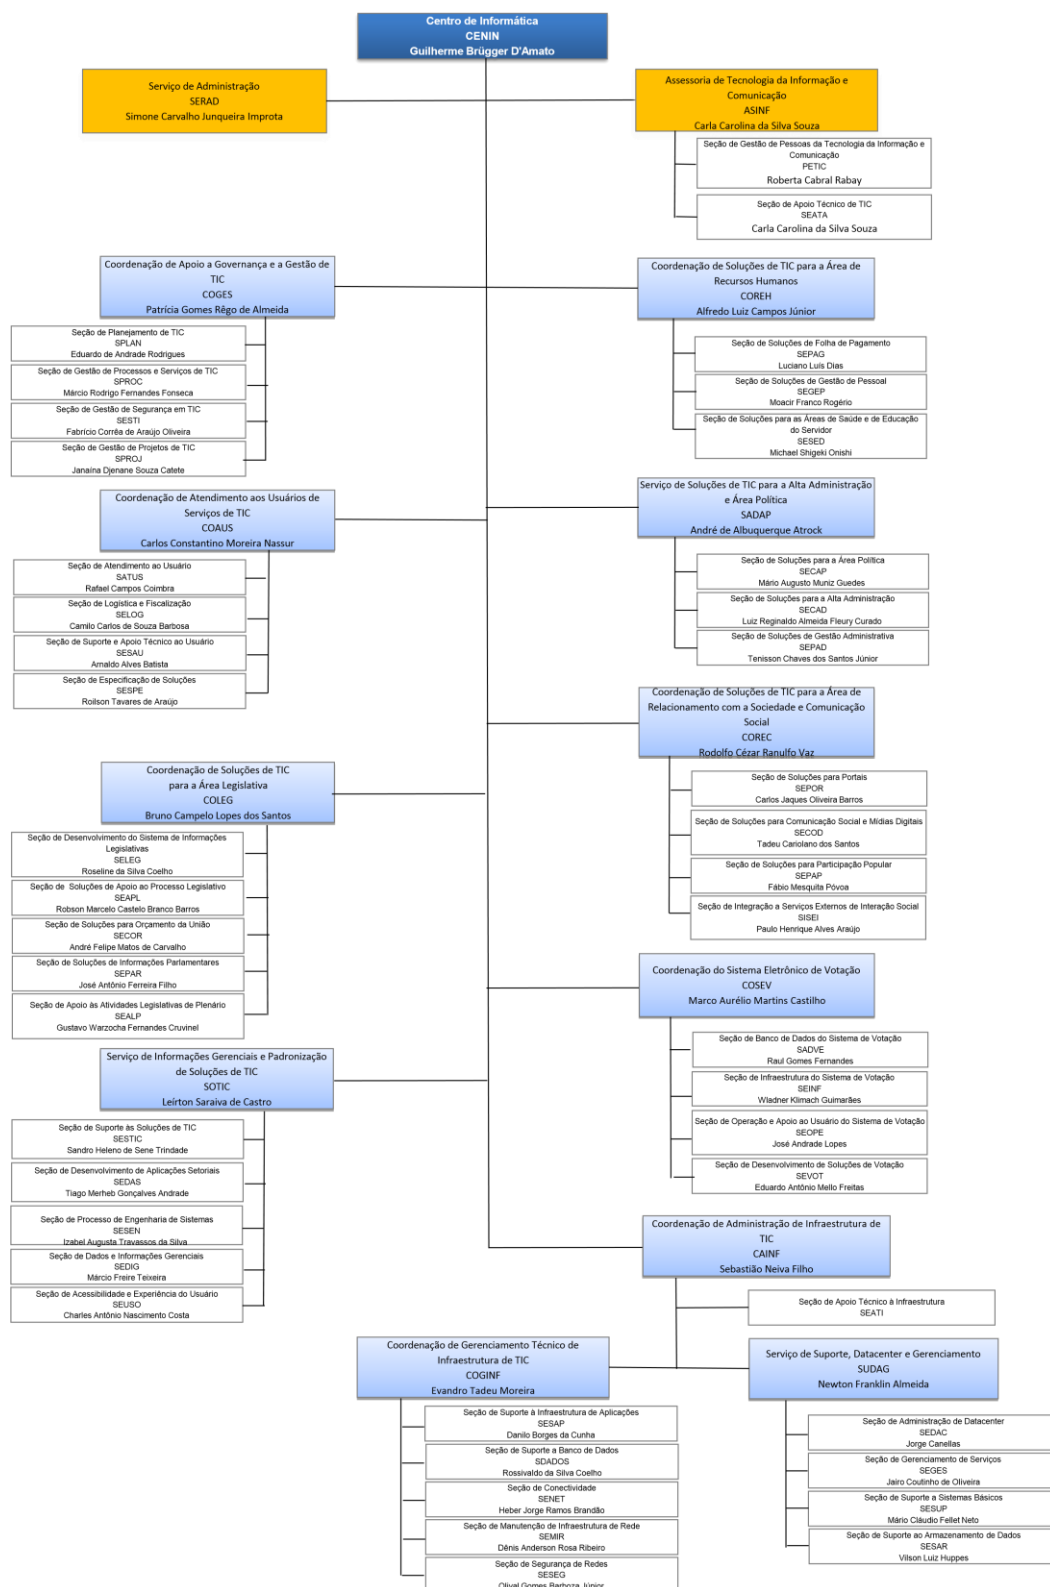 Centro de Informática
CENIN
Guilherme Brügger D'Amato
Serviço de Administração
SERAD
Simone Carvalho Junqueira Improta
Assessoria de Tecnologia da Informação e
Comunicação
ASINF
Carla Carolina da Silva Souza
Seção de Gestão de Pessoas da Tecnologia da Informação e
Comunicação
PETIC
Roberta Cabral Rabay
Seção de Apoio Técnico de TIC
SEATA
Carla Carolina da Silva Souza
Coordenação de Apoio a Governança e a Gestão de
TIC
COGES
Patrícia Gomes Rêgo de Almeida
Seção de Planejamento de TIC
SPLAN
Eduardo de Andrade Rodrigues
Seção de Gestão de Processos e Serviços de TIC
SPROC
Márcio Rodrigo Fernandes Fonseca
Seção de Gestão de Segurança em TIC
SESTI
Fabrício Corrêa de Araújo Oliveira
Seção de Gestão de Projetos de TIC
SPROJ
Janaína Djenane Souza Catete
Coordenação de Soluções de TIC para a Área de
Recursos Humanos
COREH
Alfredo Luiz Campos Júnior
Seção de Soluções de Folha de Pagamento
SEPAG
Luciano Luís Dias
Seção de Soluções de Gestão de Pessoal
SEGEP
Moacir Franco Rogério
Seção de Soluções para as Áreas de Saúde e de Educação
do Servidor
SESED
Michael Shigeki Onishi
Coordenação de Atendimento aos Usuários de
Serviços de TIC
COAUS
Carlos Constantino Moreira Nassur
Seção de Atendimento ao Usuário
SATUS
Rafael Campos Coimbra
Seção de Logística e Fiscalização
SELOG
Camilo Carlos de Souza Barbosa
Seção de Suporte e Apoio Técnico ao Usuário
SESAU
Arnaldo Alves Batista
Seção de Especificação de Soluções
SESPE
Roilson Tavares de Araújo
Serviço de Soluções de TIC para a Alta Administração
e Área Política
SADAP
André de Albuquerque Atrock
Seção de Soluções para a Área Política
SECAP
Mário Augusto Muniz Guedes
Seção de Soluções para a Alta Administração
SECAD
Luiz Reginaldo Almeida Fleury Curado
Seção de Soluções de Gestão Administrativa
SEPAD
Tenisson Chaves dos Santos Júnior
Coordenação de Soluções de TIC para a Área de
Relacionamento com a Sociedade e Comunicação
Social
COREC
Rodolfo Cézar Ranulfo Vaz
Seção de Soluções para Portais
SEPOR
Carlos Jaques Oliveira Barros
Seção de Soluções para Comunicação Social e Mídias Digitais
SECOD
Tadeu Cariolano dos Santos
Seção de Soluções para Participação Popular
SEPAP
Fábio Mesquita Póvoa
Seção de Integração a Serviços Externos de Interação Social
SISEI
Paulo Henrique Alves Araújo
Coordenação de Soluções de TIC
para a Área Legislativa
COLEG
Bruno Campelo Lopes dos Santos
Seção de Desenvolvimento do Sistema de Informações
Legislativas
SELEG
Roseline da Silva Coelho
Seção de Soluções de Apoio ao Processo Legislativo
SEAPL
Robson Marcelo Castelo Branco Barros
Seção de Soluções para Orçamento da União
SECOR
André Felipe Matos de Carvalho
Seção de Soluções de Informações Parlamentares
SEPAR
José Antônio Ferreira Filho
Seção de Apoio às Atividades Legislativas de Plenário
SEALP
Gustavo Warzocha Fernandes Cruvinel
Coordenação do Sistema Eletrônico de Votação
COSEV
Marco Aurélio Martins Castilho
Seção de Banco de Dados do Sistema de Votação
SADVE
Raul Gomes Fernandes
Seção de Infraestrutura do Sistema de Votação
SEINF
Wladner Klimach Guimarães
Seção de Operação e Apoio ao Usuário do Sistema de Votação
SEOPE
José Andrade Lopes
Seção de Desenvolvimento de Soluções de Votação
SEVOT
Eduardo Antônio Mello Freitas
Serviço de Informações Gerenciais e Padronização
de Soluções de TIC
SOTIC
Leírton Saraiva de Castro
Seção de Suporte às Soluções de TIC
SESTIC
Sandro Heleno de Sene Trindade
Seção de Desenvolvimento de Aplicações Setoriais
SEDAS
Tiago Merheb Gonçalves Andrade
Seção de Processo de Engenharia de Sistemas
SESEN
Izabel Augusta Travassos da Silva
Seção de Dados e Informações Gerenciais
SEDIG
Márcio Freire Teixeira
Seção de Acessibilidade e Experiência do Usuário
SEUSO
Charles Antônio Nascimento Costa
Coordenação de Administração de Infraestrutura de
TIC
CAINF
Sebastião Neiva Filho
Seção de Apoio Técnico à Infraestrutura
SEATI
Coordenação de Gerenciamento Técnico de
Infraestrutura de TIC
COGINF
Evandro Tadeu Moreira
Seção de Suporte à Infraestrutura de Aplicações
SESAP
Danilo Borges da Cunha
Seção de Suporte a Banco de Dados
SDADOS
Rossivaldo da Silva Coelho
Seção de Conectividade
SENET
Heber Jorge Ramos Brandão
Seção de Manutenção de Infraestrutura de Rede
SEMIR
Dênis Anderson Rosa Ribeiro
Seção de Segurança de Redes
SESEG
Olival Gomes Barboza Júnior
Serviço de Suporte, Datacenter e Gerenciamento
SUDAG
Newton Franklin Almeida
Seção de Administração de Datacenter
SEDAC
Jorge Canellas
Seção de Gerenciamento de Serviços
SEGES
Jairo Coutinho de Oliveira
Seção de Suporte a Sistemas Básicos
SESUP
Mário Cláudio Fellet Neto
Seção de Suporte ao Armazenamento de Dados
SESAR
Vilson Luiz Huppes